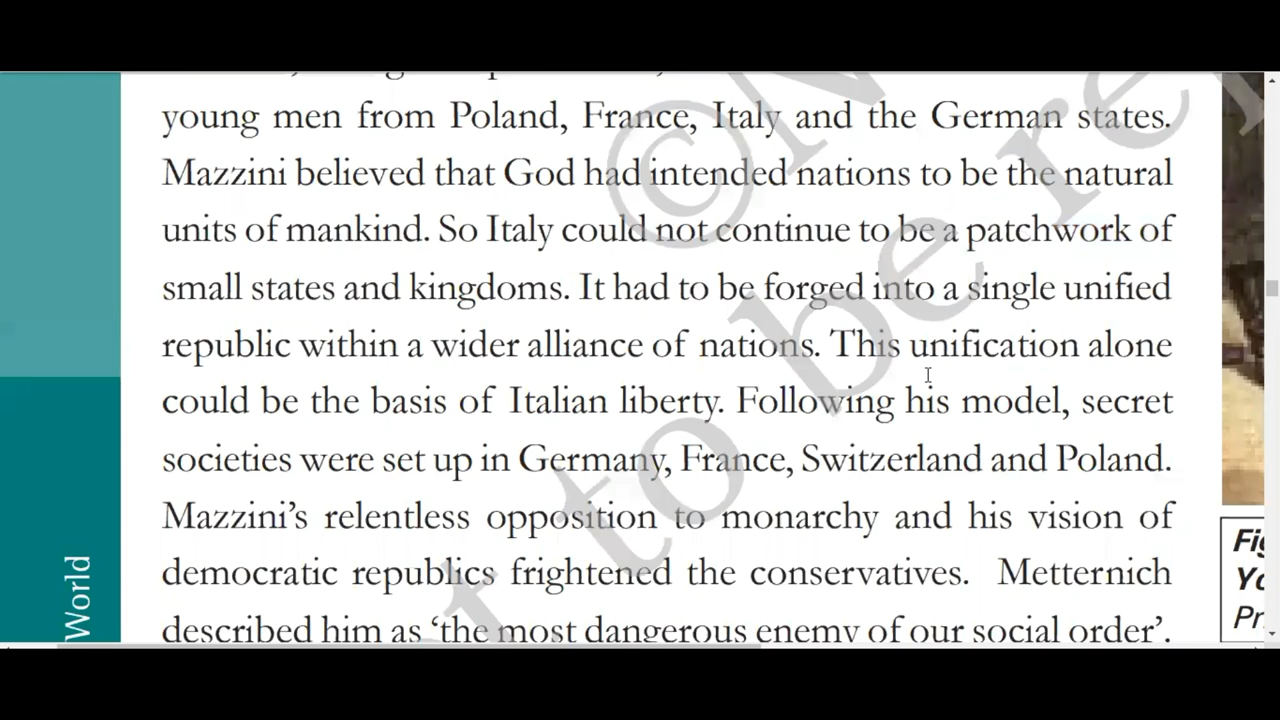 young men from Poland, France, Italy and the German states.
Mazzini believed that God had intended nations to be the natural
units of mankind. So Italy could not continue to be a patchwork of
small states and kingdoms. It had to be forged into a single unified
republic within a wider alliance of nations. This unification alone
could be the basis of Italian liberty. Following his model, secret
societies were set up in Germany, France, Switzerland and Poland.
Mazzini’s relentless opposition to monarchy and his vision of
democratic republics frightened the conservatives. Metternich
described him as ‘the most dangerous enemy of our social order’.
World
©
to be